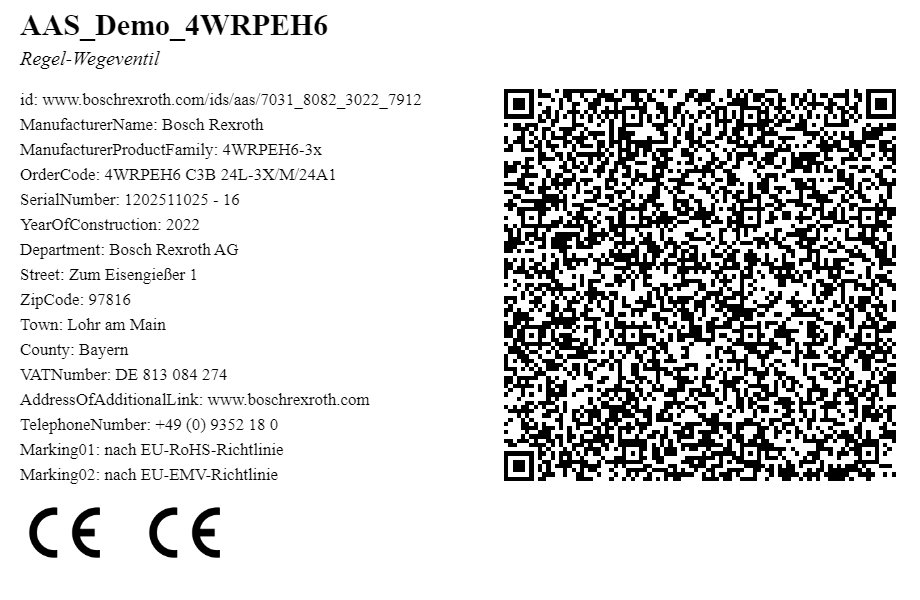 AAS_Demo_4WRPEH6
Regel-Wegeventil
id: www.boschrexroth.com/ids/aas/7031_8082_3022_7912
ManufacturerName: Bosch Rexroth
ManufacturerProductFamily: 4WRPEH6-3x
OrderCode: 4WRPEH6 C3B 24L-3X/M/24A1
SerialNumber: 1202511025 - 16
YearOfConstruction: 2022
Department: Bosch Rexroth AG
Street: Zum Eisengießer 1
ZipCode: 97816
Town: Lohr am Main
County: Bayern
VATNumber: DE 813 084 274
AddressOfAdditionalLink: www.boschrexroth.com
TelephoneNumber: +49 (0) 9352 18 0
Marking01: nach EU-RoHS-Richtlinie
Marking02: nach EU-EMV-Richtlinie
CE CE